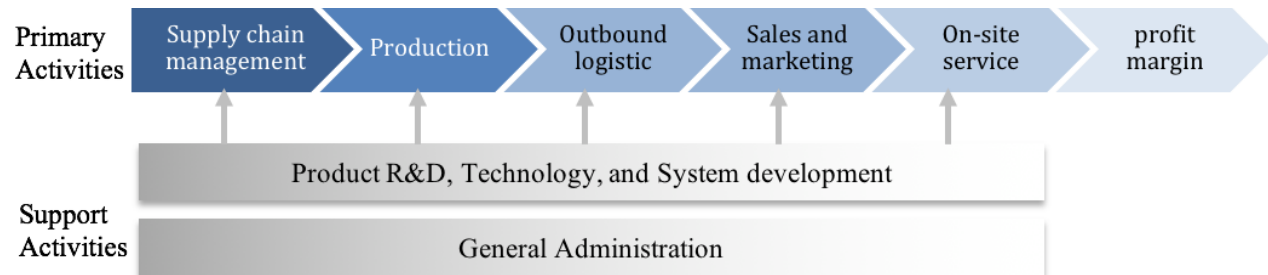 Primary
Activities
Supply chain
management
Production
Outbound
logistic
Sales and
marketing
On-site
service
profit
margin
Product R&D, Technology, and System development
Support
Activities
General Administration